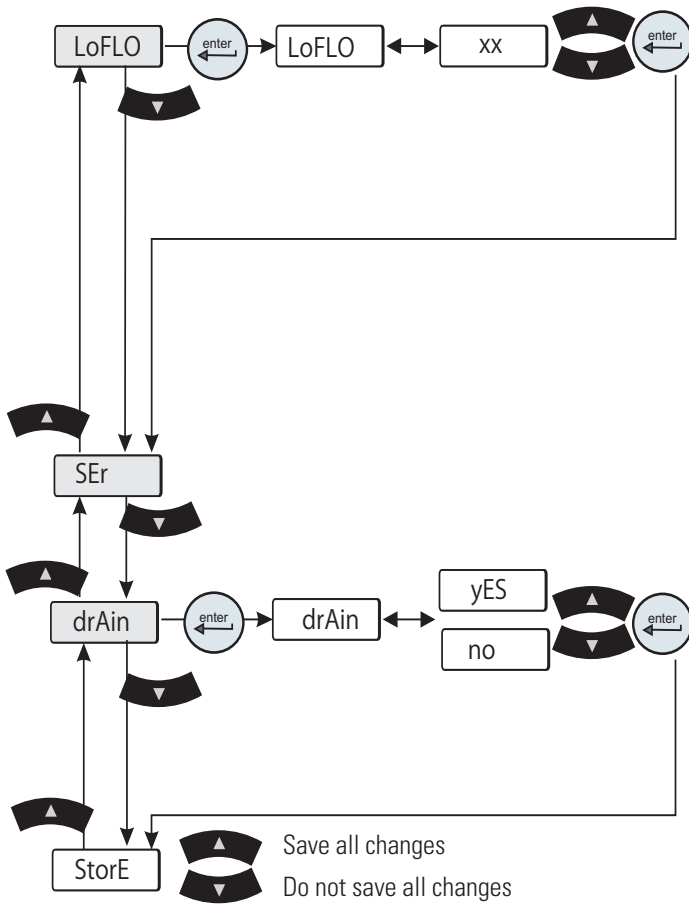 LoFLO enter LoFLO xx enter
SEr
drAin enter drAin yES enter
no
StorE Save all changes
Do not save all changes